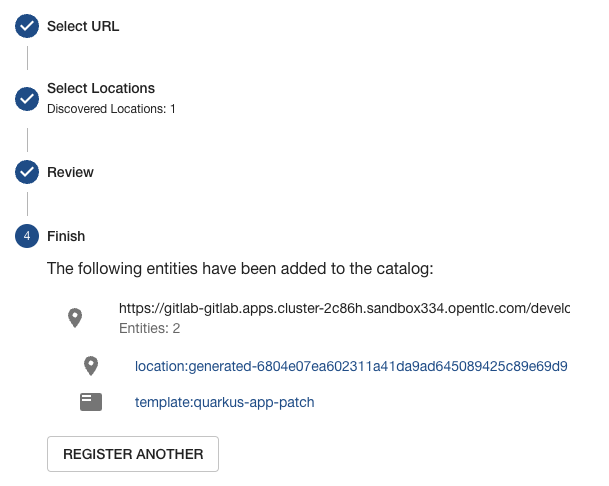 Select URL
Select Locations
Discovered Locations: 1
Review
4 Finish
The following entities have been added to the catalog:
https://gitlab-gitlab.apps.cluster-2c86h.sandbox334.opentlc.com/develc
Entities: 2
location:generated-6804e07ea602311a41da9ad645089425c89e69d9
template:quarkus-app-patch
REGISTER ANOTHER